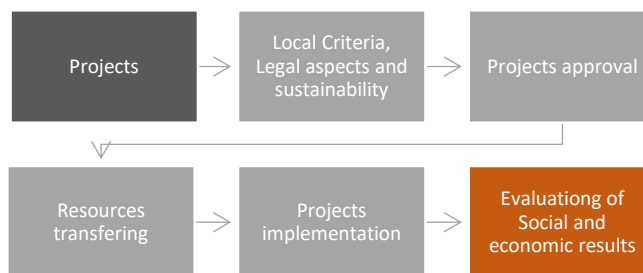 Projects
Local Criteria,
Legal aspects and
sustainability
Projects approval
Resources
transfering
Projects
implementation
Evaluationg of
Social and
economic results